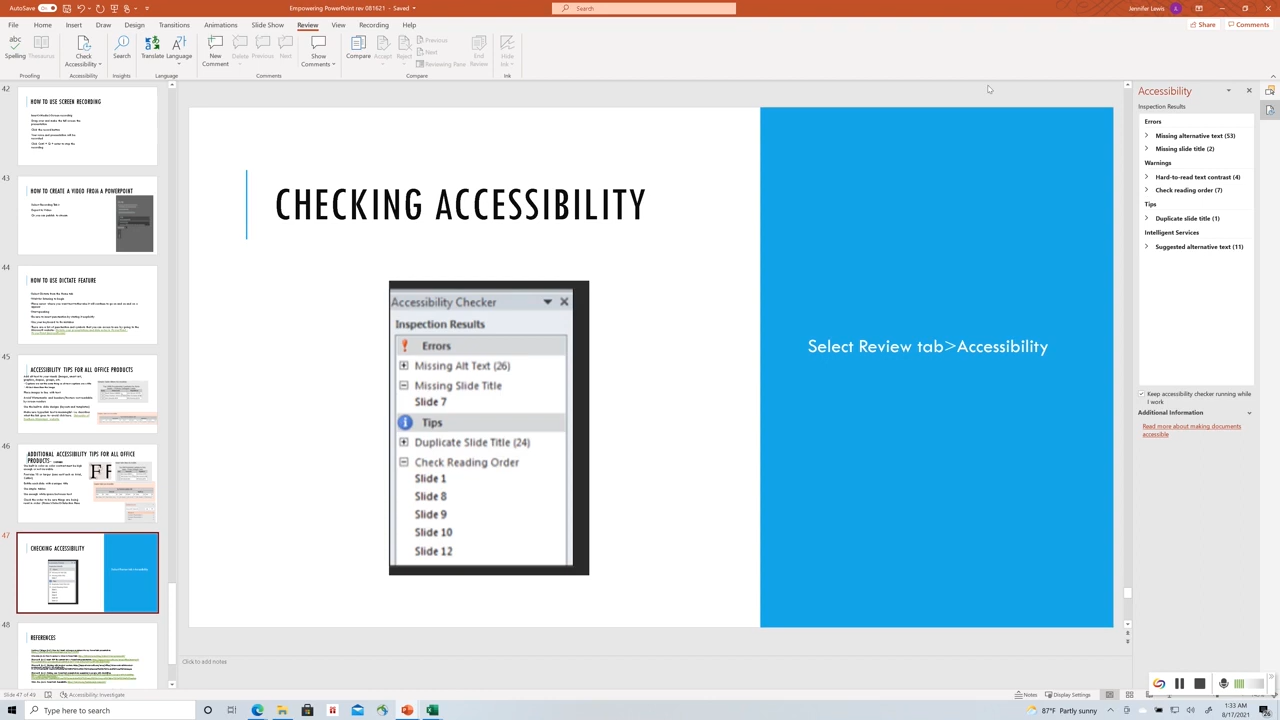 AutoSave On
Empowering PowerPoint rev 081621 - Saved
Search
Jennifer Lewis
File Home Insert Draw Design Transitions Animations Slide Show Review View Recording Help
Share Comments
Spelling Thesaurus
Proofing
Check Accessibility
Accessibility
Search
Insights
Translate Language
Language
New Comment
Delete Previous Next
Show Comments
Comments
Compare Accept Reject
Previous
Next
Reviewing Pane
End Review
Compare
Hide Ink
Ink
42
HOW TO USE SCREEN RECORDING
43
HOW TO CREATE A VIDEO FROM A POWERPOINT
44
HOW TO USE DICTATE FEATURE
45
ACCESSIBILITY TIPS FOR ALL OFFICE PRODUCTS
46
ADDITIONAL ACCESSIBILITY TIPS FOR ALL OFFICE PRODUCTS
47
CHECKING ACCESSIBILITY
48
REFERENCES
CHECKING ACCESSIBILITY
Accessibility Checker
Inspection Results
Errors
Missing Alt Text (26)
Missing Slide Title
Slide 7
Tips
Duplicate Slide Title (24)
Check Reading Order
Slide 1
Slide 8
Slide 9
Slide 10
Slide 12
Select Review tab>Accessibility
Click to add notes
Accessibility
Inspection Results
Errors
Missing alternative text (53)
Missing slide title (2)
Warnings
Hard-to-read text contrast (4)
Check reading order (7)
Tips
Duplicate slide title (1)
Intelligent Services
Suggested alternative text (11)
Keep accessibility checker running while
I work
Additional Information
Read more about making documents
accessible
Slide 47 of 49
Accessibility: Investigate
Notes
Display Settings
Type here to search
87°F Partly sunny
1:33 AM
8/17/2021